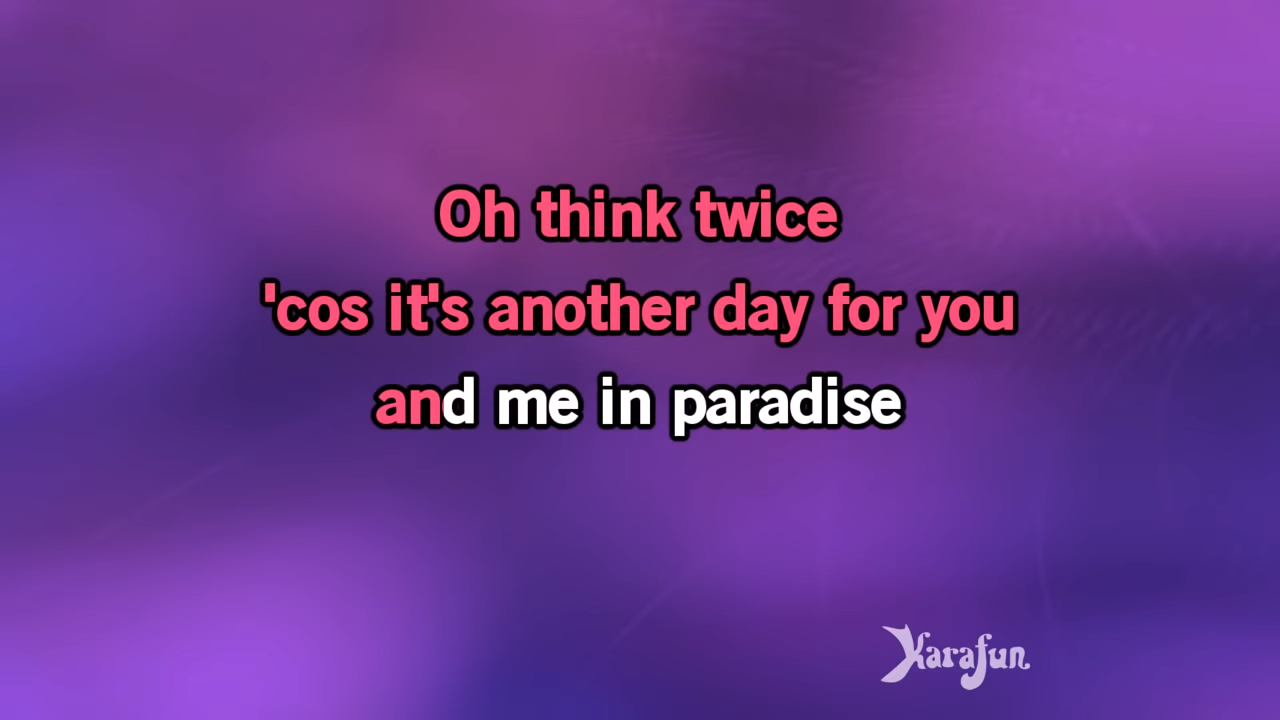 Oh think twice
'cos it's another day for you
and me in paradise
Karafun